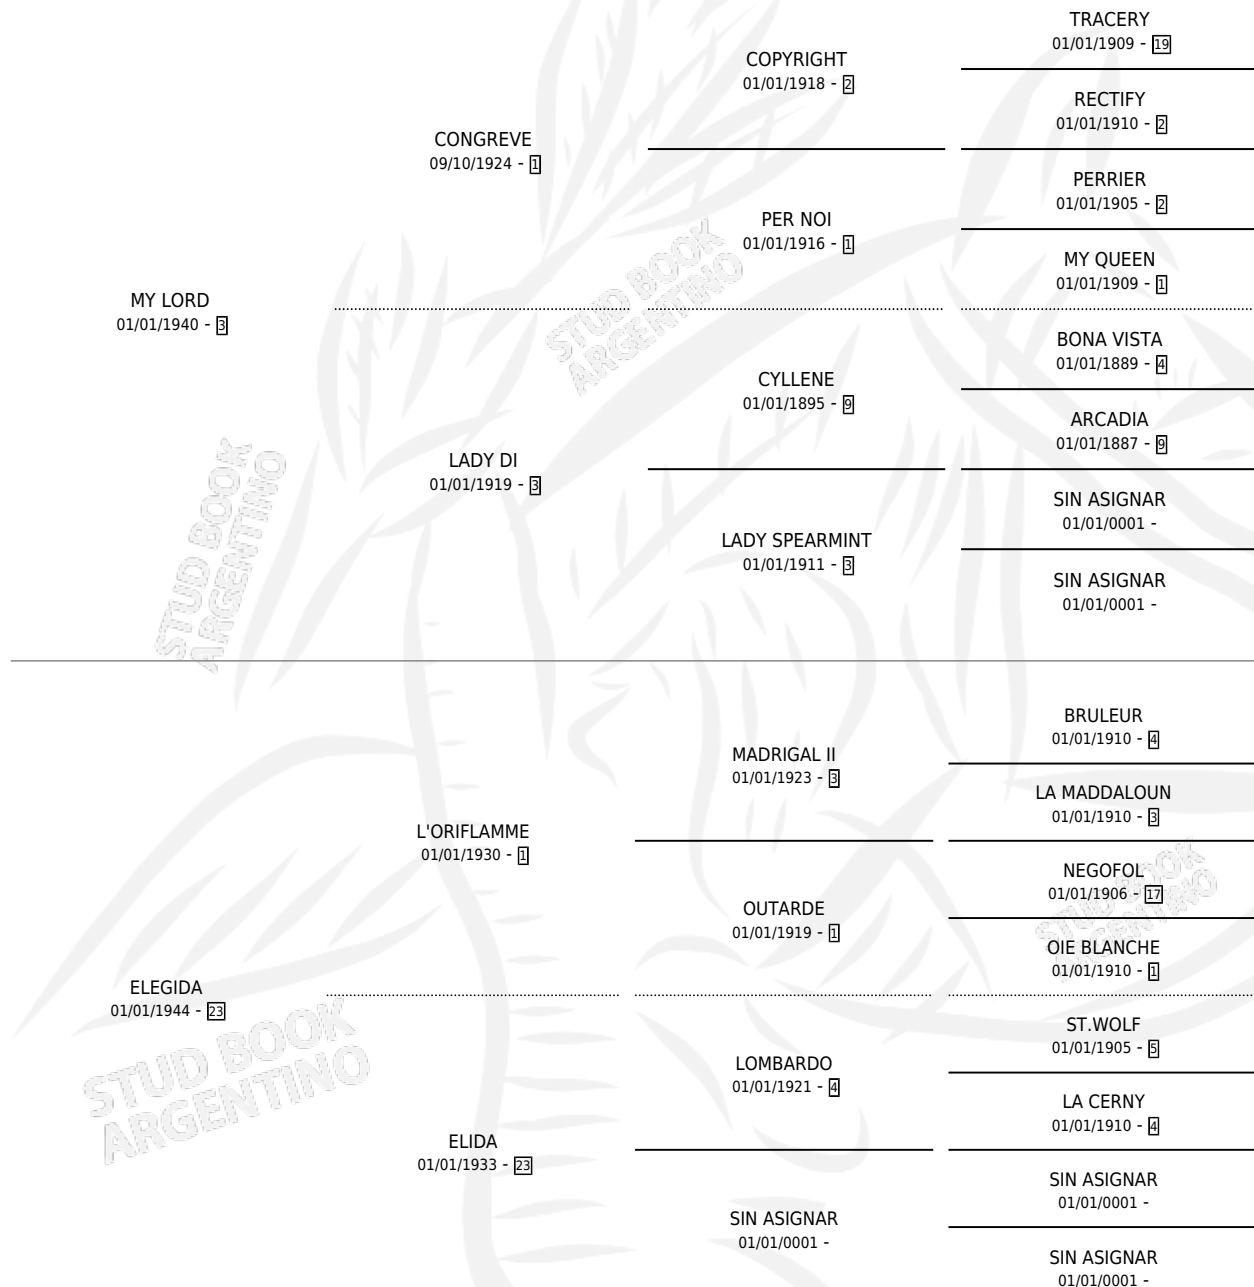 TRACERY
01/01/1909 - 19
COPYRIGHT
01/01/1918 - 2
RECTIFY
01/01/1910 - 2
CONGREVE
09/10/1924 - 1
PERRIER
01/01/1905 - 2
PER NOI
01/01/1916 - 1
MY QUEEN
01/01/1909 - 1
MY LORD
01/01/1940 - 3
BONA VISTA
01/01/1889 - 4
CYLLENE
01/01/1895 - 9
ARCADIA
01/01/1887 - 9
LADY DI
01/01/1919 - 3
SIN ASIGNAR
01/01/0001 -
LADY SPEARMINT
01/01/1911 - 3
SIN ASIGNAR
01/01/0001 -
STUD BOOK
ARGENTINO
STUD BOOK
ARGENTINO
BRULEUR
01/01/1910 - 4
MADRIGAL II
01/01/1923 - 3
LA MADDALOUN
01/01/1910 - 3
L'ORIFLAMME
01/01/1930 - 1
NEGOFOL
01/01/1906 - 17
OUTARDE
01/01/1919 - 1
OIE BLANCHE
01/01/1910 - 1
ELEGIDA
01/01/1944 - 23
ST.WOLF
01/01/1905 - 5
LOMBARDO
01/01/1921 - 4
LA CERNY
01/01/1910 - 4
ELIDA
01/01/1933 - 23
SIN ASIGNAR
01/01/0001 -
SIN ASIGNAR
01/01/0001 -
SIN ASIGNAR
01/01/0001 -
STUD BOOK
ARGENTINO
STUD BOOK
ARGENTINO